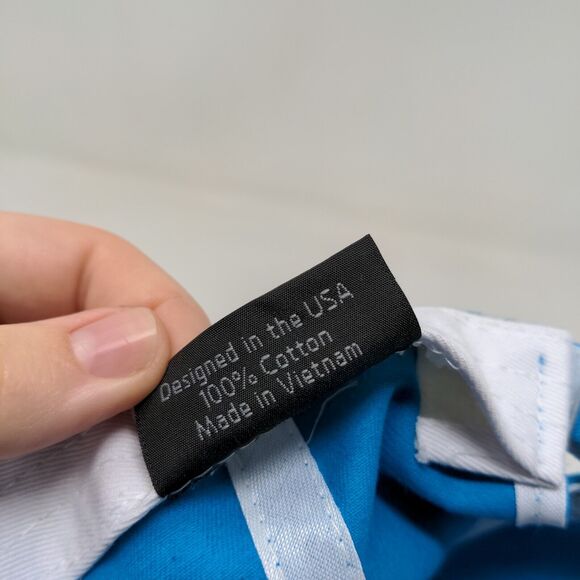 Designed in the USA
100% Cotton
Made in Vietnam